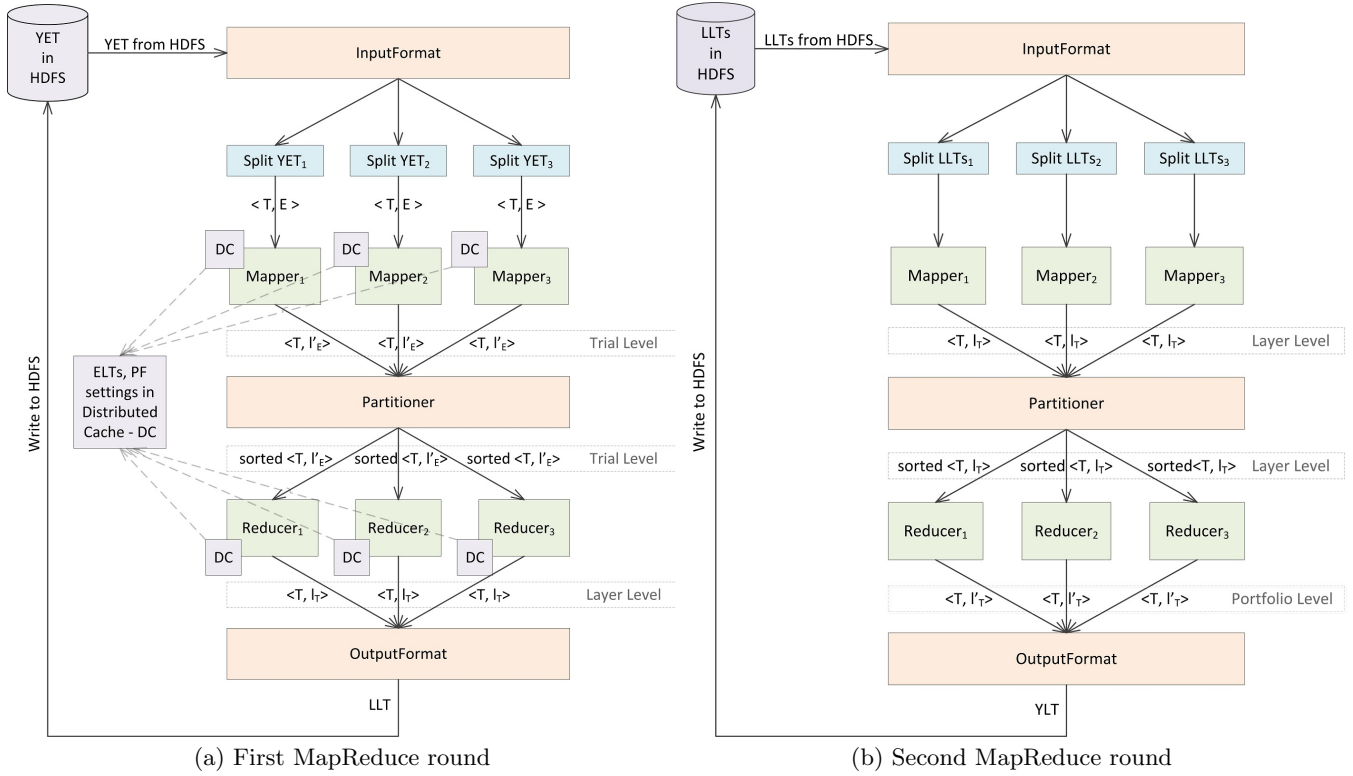 YET
in
HDFS
YET from HDFS
InputFormat
Split YET₁
Split YET₂
Split YET₃
< T, E >
< T, E >
< T, E >
DC
DC
DC
Mapper₁
Mapper₂
Mapper₃
<T, l'E>
<T, l'E>
<T, l'E>
Trial Level
ELTs, PF
settings in
Distributed
Cache - DC
Write to HDFS
Partitioner
sorted <T, l'E>
sorted <T, l'E>
sorted <T, l'E>
Trial Level
Reducer₁
Reducer₂
Reducer₃
DC
DC
DC
<T, lT>
<T, lT>
<T, lT>
Layer Level
OutputFormat
LLT
(a) First MapReduce round
LLTs
in
HDFS
LLTs from HDFS
InputFormat
Split LLTs₁
Split LLTs₂
Split LLTs₃
Mapper₁
Mapper₂
Mapper₃
<T, lT>
<T, lT>
<T, lT>
Layer Level
Write to HDFS
Partitioner
sorted <T, lT>
sorted <T, lT>
sorted<T, lT>
Layer Level
Reducer₁
Reducer₂
Reducer₃
<T, l'T>
<T, l'T>
<T, l'T>
Portfolio Level
OutputFormat
YLT
(b) Second MapReduce round